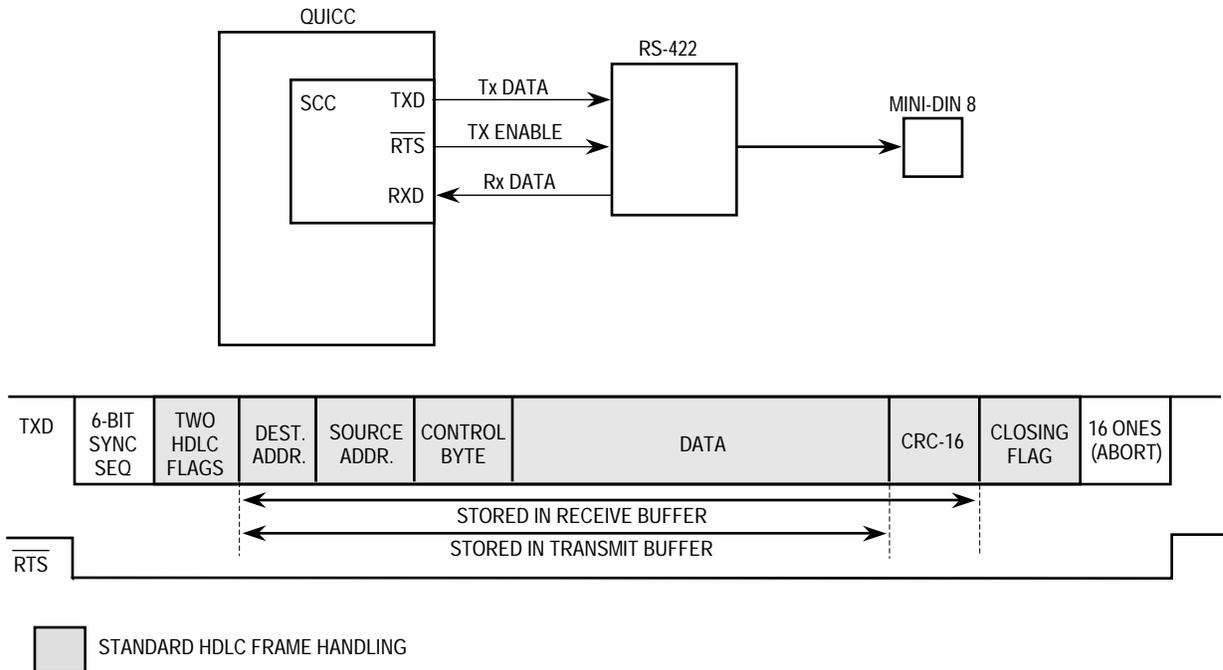 QUICC
RS-422
SCC
TXD
Tx DATA
MINI-DIN 8
RTS
TX ENABLE
RXD
Rx DATA
TXD
6-BIT
SYNC
SEQ
TWO
HDLC
FLAGS
DEST.
ADDR.
SOURCE
ADDR.
CONTROL
BYTE
DATA
CRC-16
CLOSING
FLAG
16 ONES
(ABORT)
STORED IN RECEIVE BUFFER
STORED IN TRANSMIT BUFFER
RTS
STANDARD HDLC FRAME HANDLING